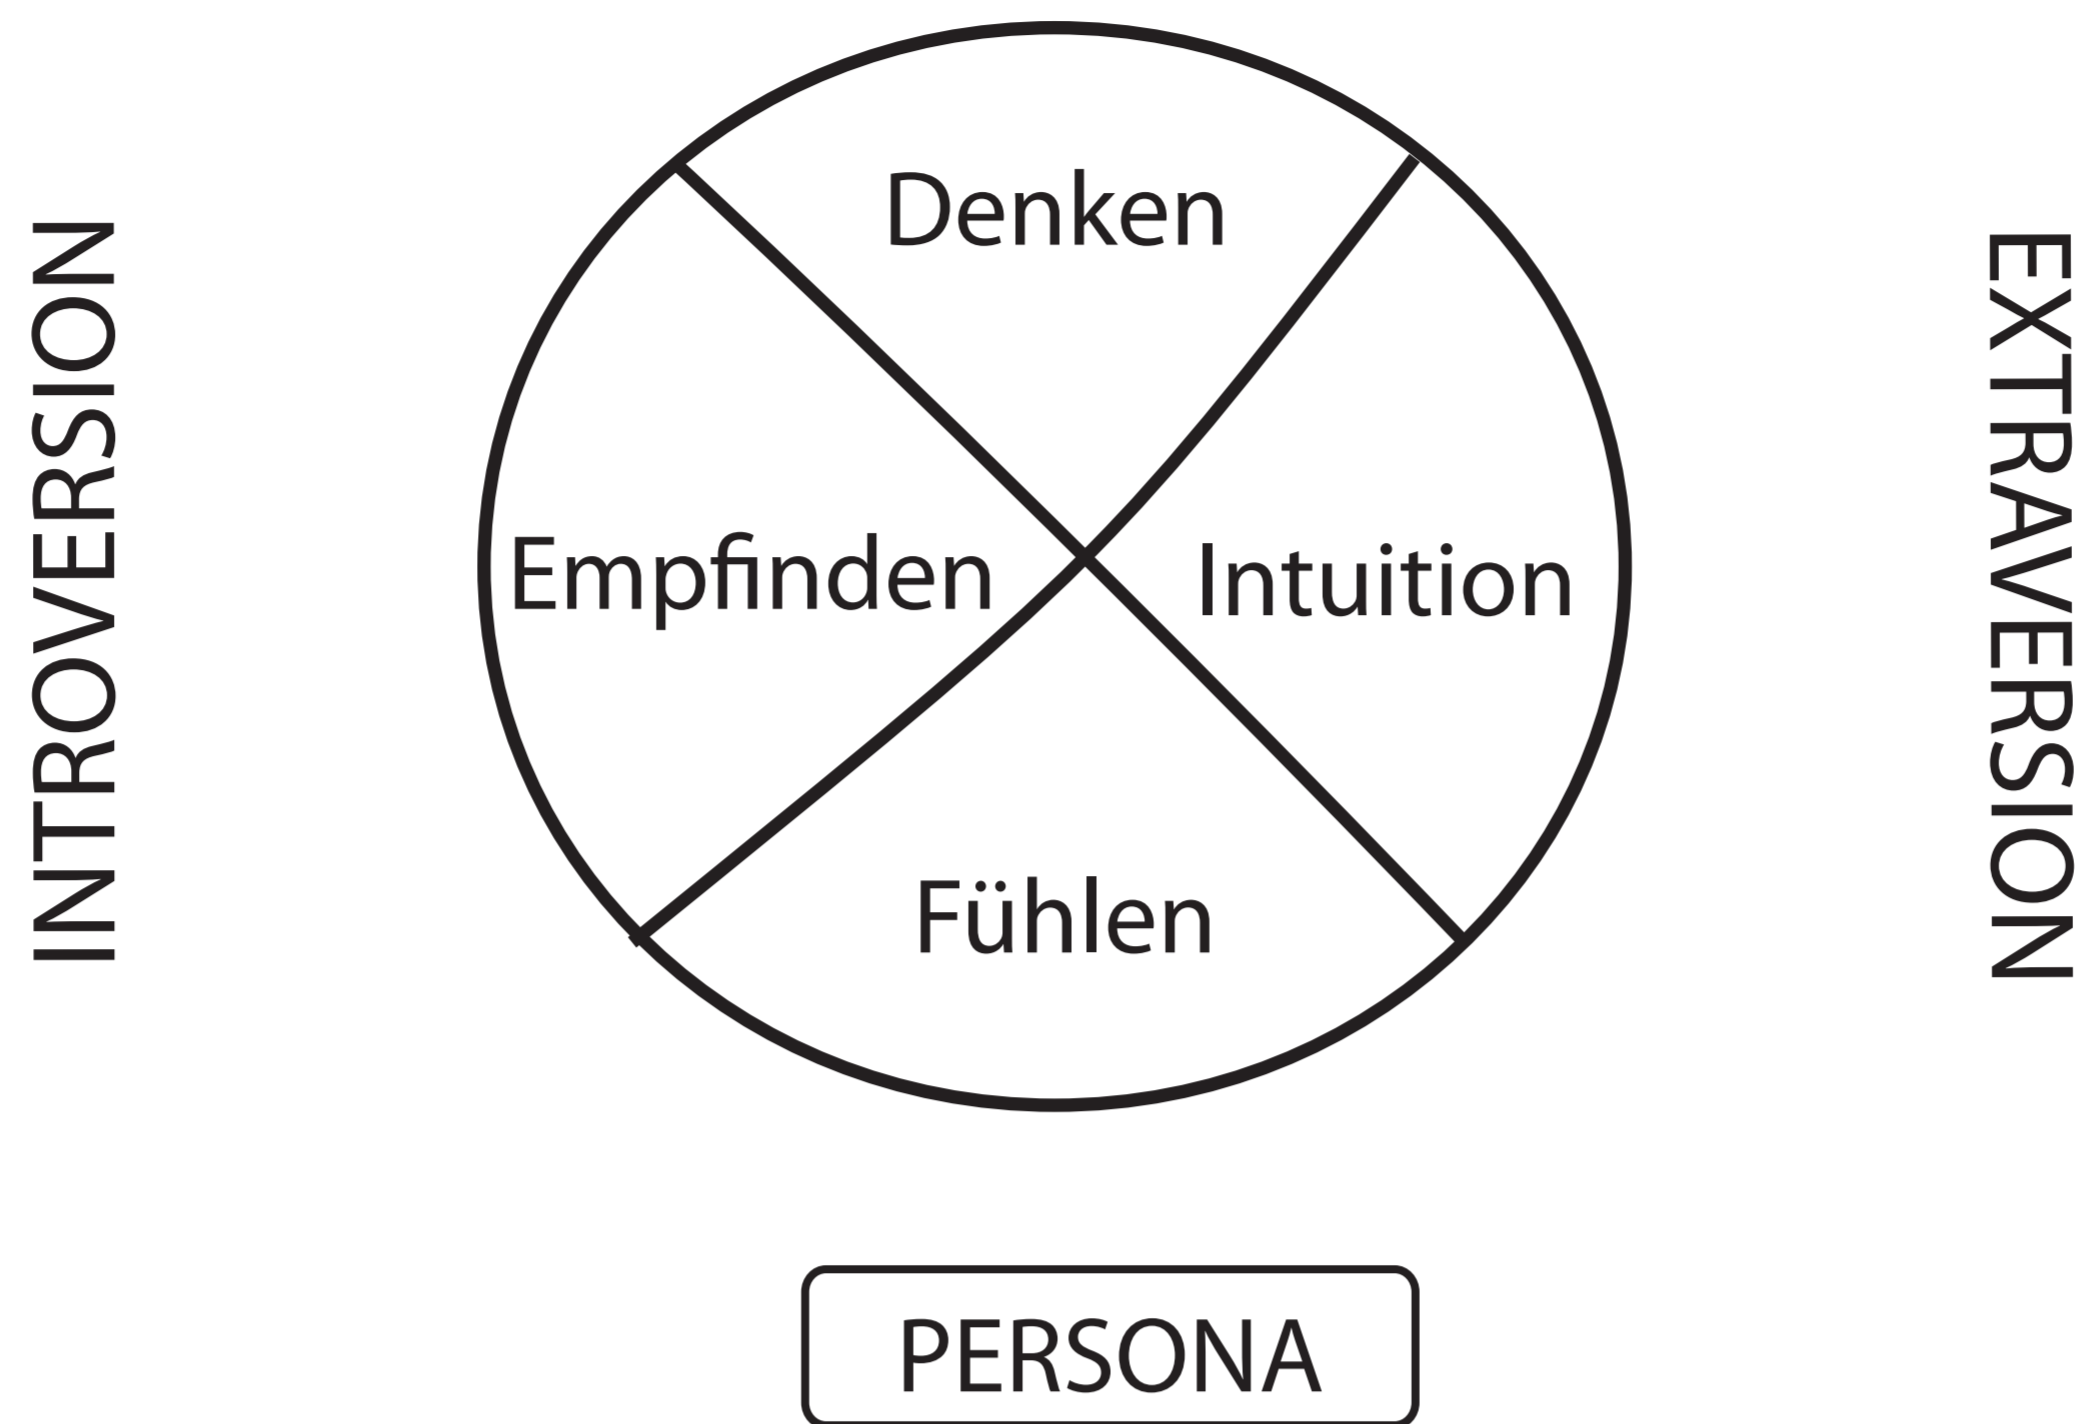 Denken
INTROVERSION
Empfinden
Intuition
EXTRAVERSION
Fühlen
PERSONA